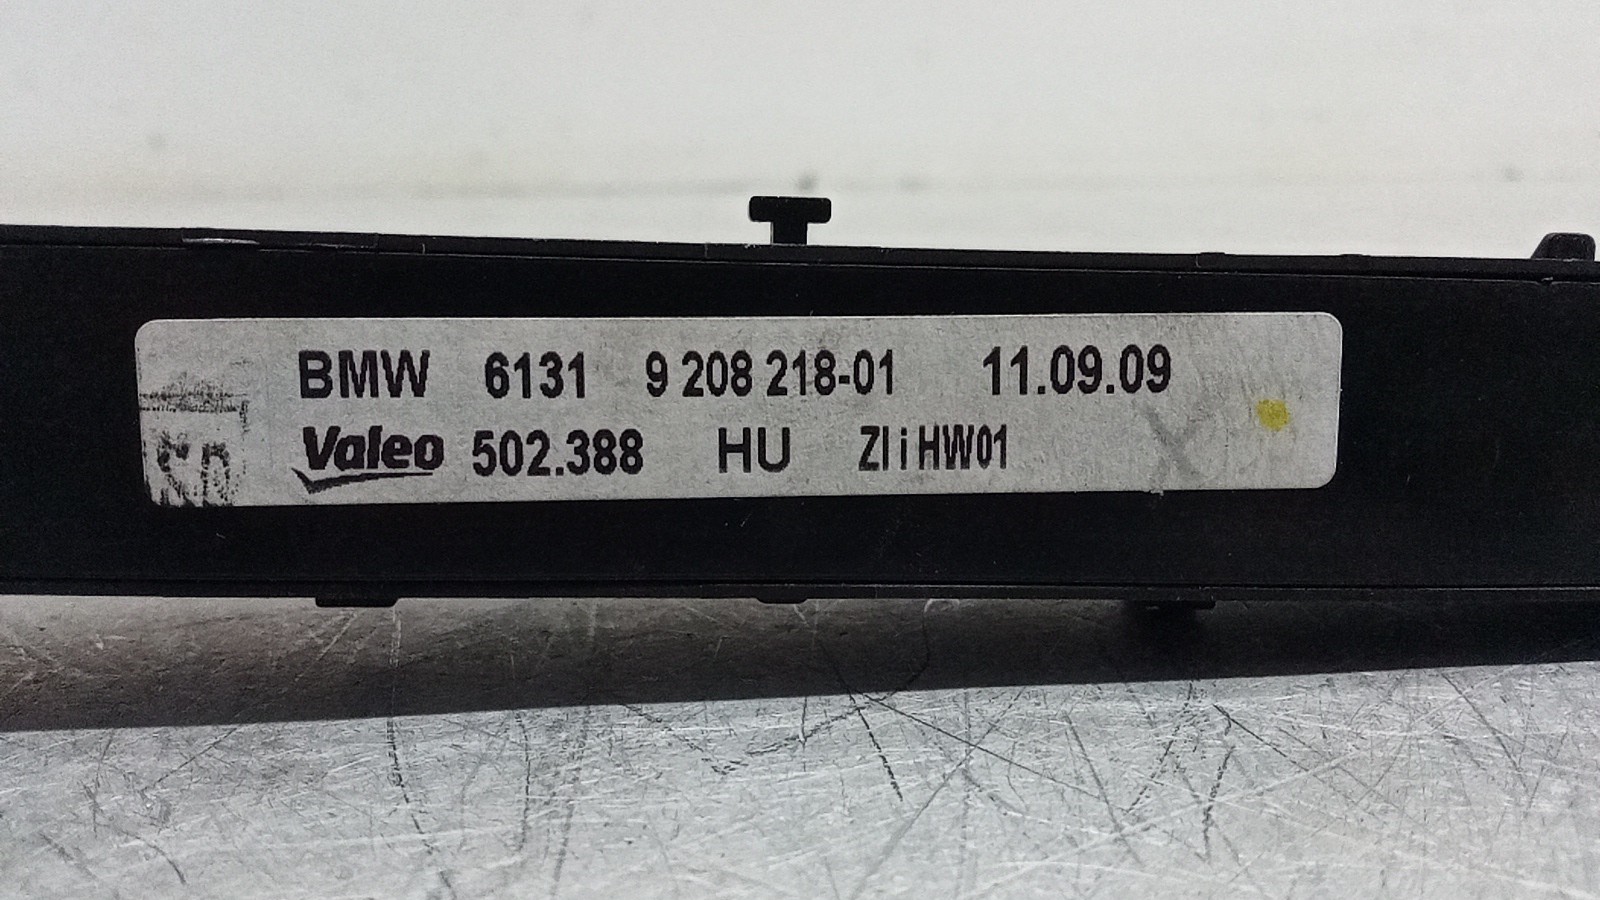 BMW 6131 9 208 218-01 11.09.09
Valeo 502.388 HU ZI i HW01